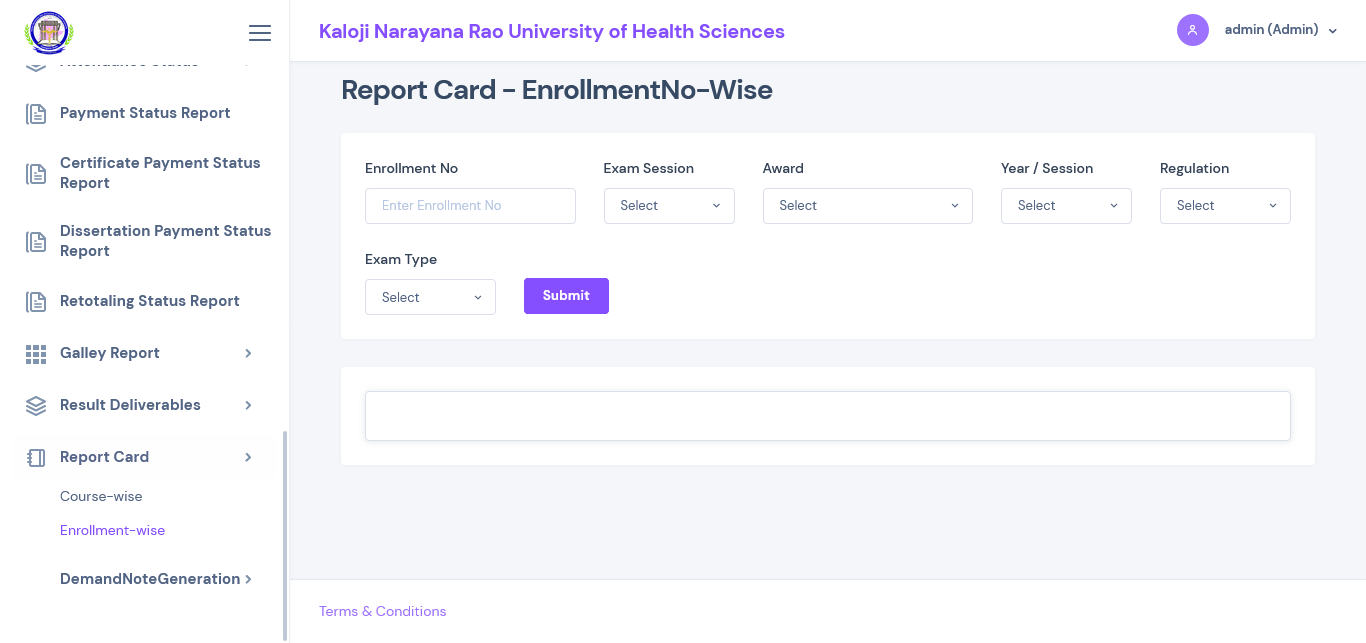 Kaloji Narayana Rao University of Health Sciences
admin (Admin)
Attendance Status
Payment Status Report
Certificate Payment Status
Report
Dissertation Payment Status
Report
Retotaling Status Report
Galley Report
Result Deliverables
Report Card
Course-wise
Enrollment-wise
DemandNoteGeneration
Report Card - EnrollmentNo-Wise
Enrollment No
Exam Session
Award
Year / Session
Regulation
Enter Enrollment No
Select
Select
Select
Select
Exam Type
Select
Submit
Terms & Conditions